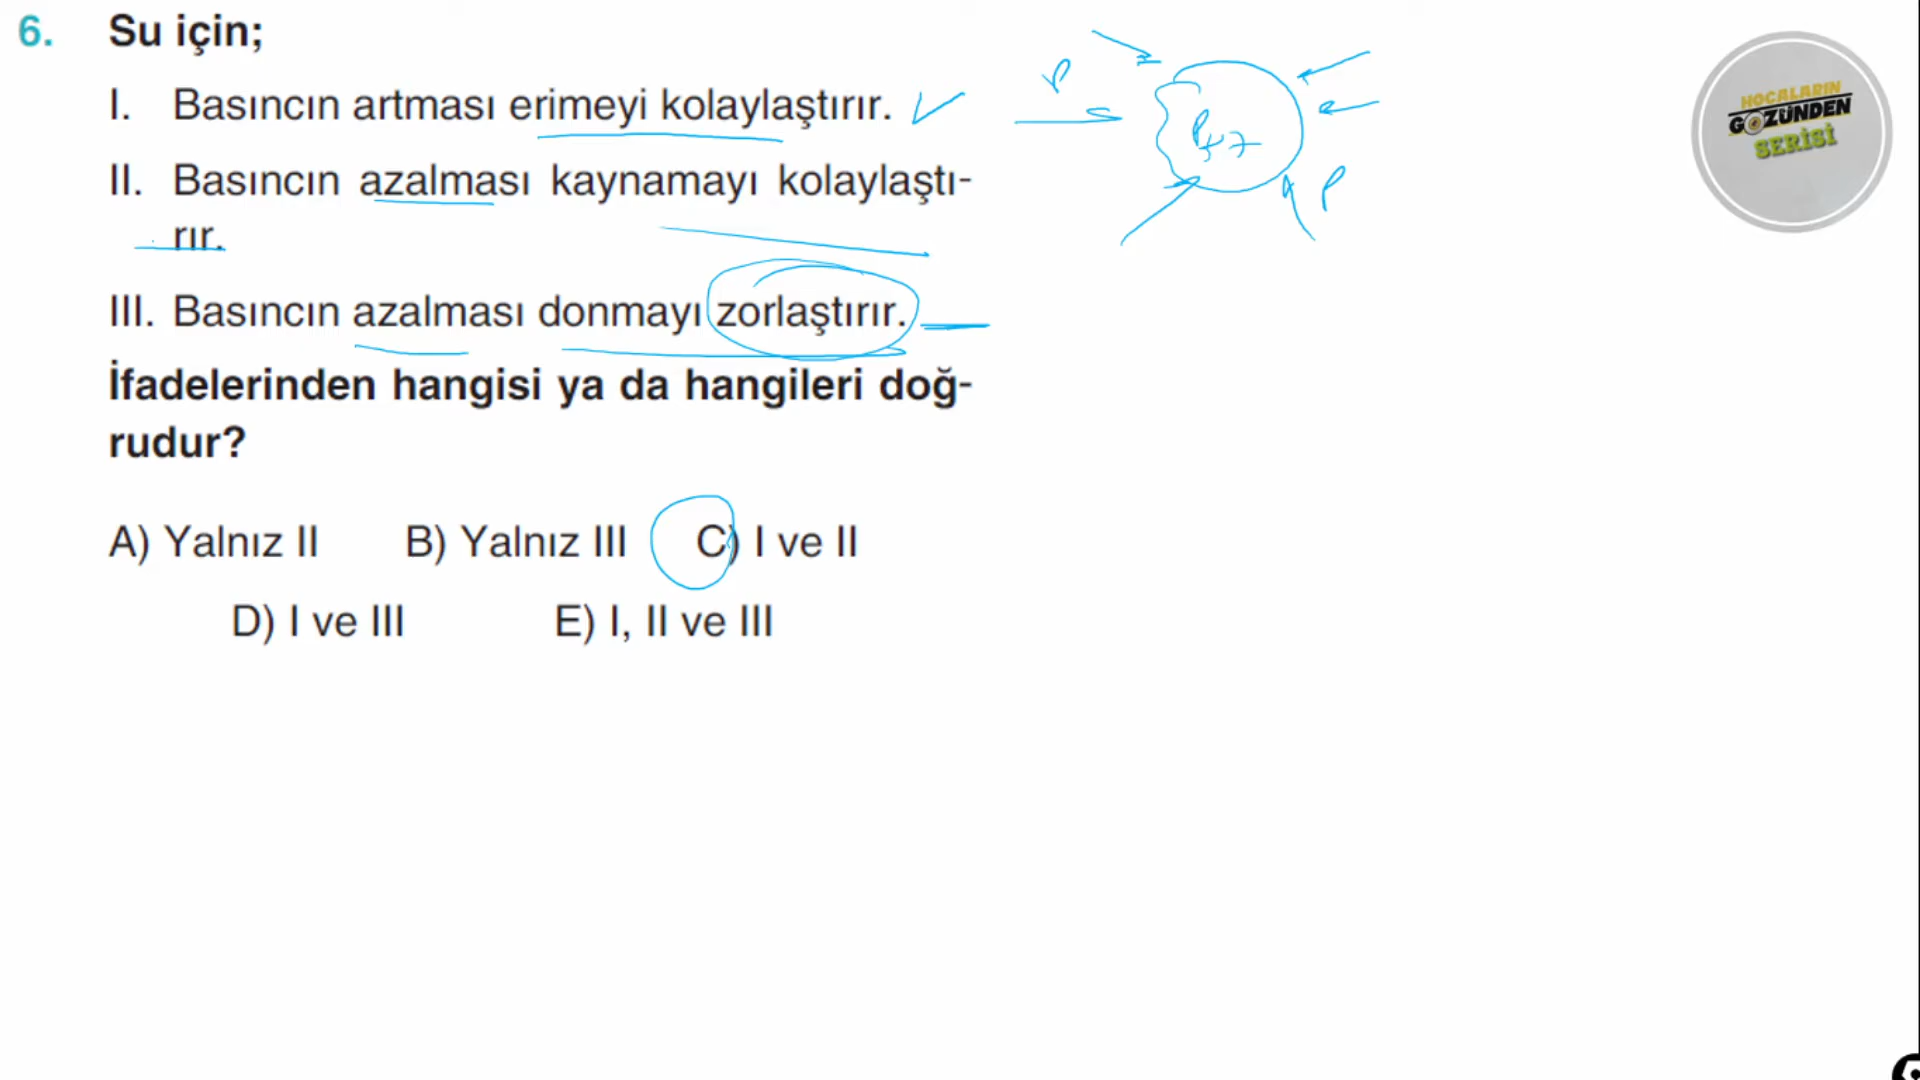 6. Su için;
I. Basıncın artması erimeyi kolaylaştırır.
II. Basıncın azalması kaynamayı kolaylaştı-
rır.
III. Basıncın azalması donmayı zorlaştırır.
İfadelerinden hangisi ya da hangileri doğ-
rudur?
A) Yalnız II B) Yalnız III C) I ve II
D) I ve III E) I, II ve III
P
P
HOCALARIN
GÖZÜNDEN
SERİSİ